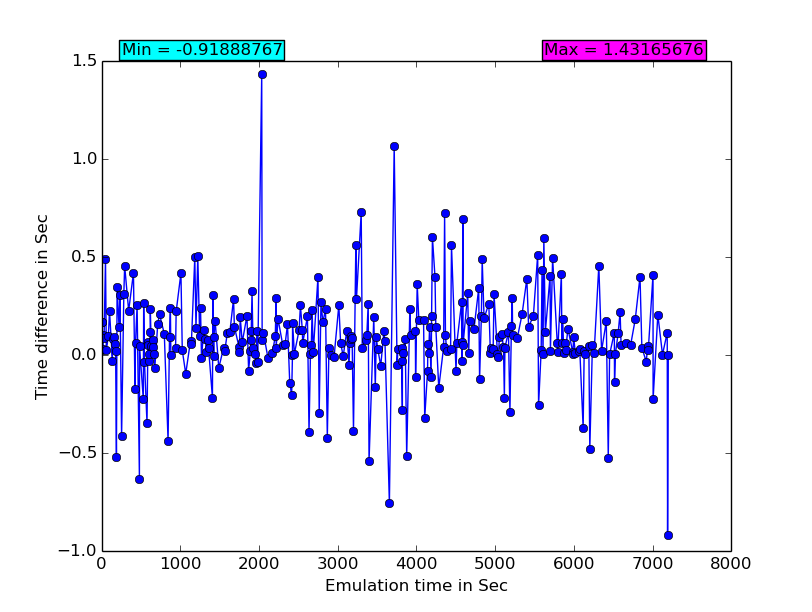 Min = -0.91888767
Max = 1.43165676
1.5
1.0
0.5
0.0
−0.5
−1.0
Time difference in Sec
0 1000 2000 3000 4000 5000 6000 7000 8000
Emulation time in Sec